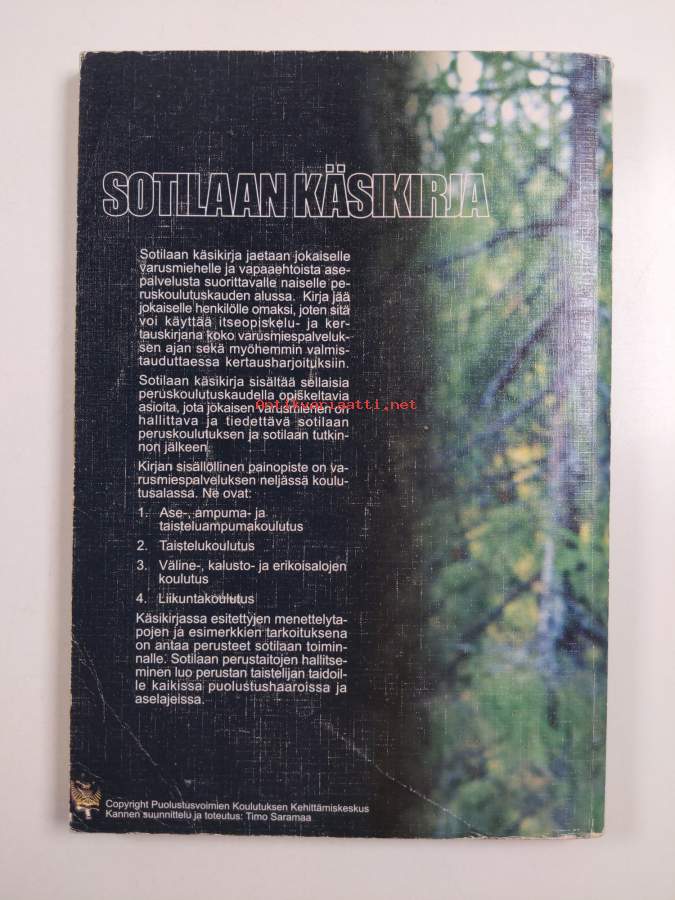 SOTILAAN KÄSIKIRJA
Sotilaan käsikirja jaetaan jokaiselle
varusmiehelle ja vapaaehtoista ase-
palvelusta suorittavalle naiselle pe-
ruskoulutuskauden alussa. Kirja jää
jokaiselle henkilölle omaksi, joten sitä
voi käyttää itseopiskelu- ja ker-
tauskirjana koko varusmiespalveluk-
sen ajan sekä myöhemmin valmis-
tauduttaessa kertausharjoituksiin.
Sotilaan käsikirja sisältää sellaisia
peruskoulutuskaudella opiskeltavia
asioita, jota jokaisen varusmiehen on
hallittava ja tiedettävä sotilaan
peruskoulutuksen ja sotilaan tutkin-
non jälkeen.
Antikvariaatti.net
Kirjan sisällöllinen painopiste on va-
rusmiespalveluksen neljässä koulu-
tusalassa. Ne ovat:
1. Ase-, ampuma- ja
taisteluampumakoulutus
2. Taistelukoulutus
3. Väline-, kalusto- ja erikoisalojen
koulutus
4. Liikuntakoulutus
Käsikirjassa esitettyjen menettelyta-
pojen ja esimerkkien tarkoituksena
on antaa perusteet sotilaan toimin-
nalle. Sotilaan perustaitojen hallitse-
minen luo perustan taistelijan taidoil-
le kaikissa puolustushaaroissa ja
aselajeissa.
Copyright Puolustusvoimien Koulutuksen Kehittämiskeskus
Kannen suunnittelu ja toteutus: Timo Saramaa